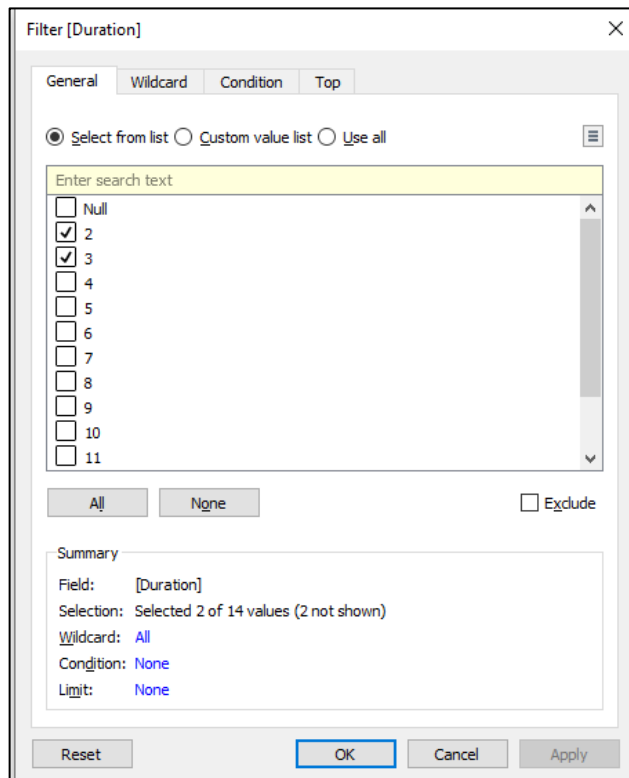 Filter [Duration]
General Wildcard Condition Top
Select from list Custom value list Use all
Enter search text
Null
2
3
4
5
6
7
8
9
10
11
All None Exclude
Summary
Field: [Duration]
Selection: Selected 2 of 14 values (2 not shown)
Wildcard: All
Condition: None
Limit: None
Reset OK Cancel Apply